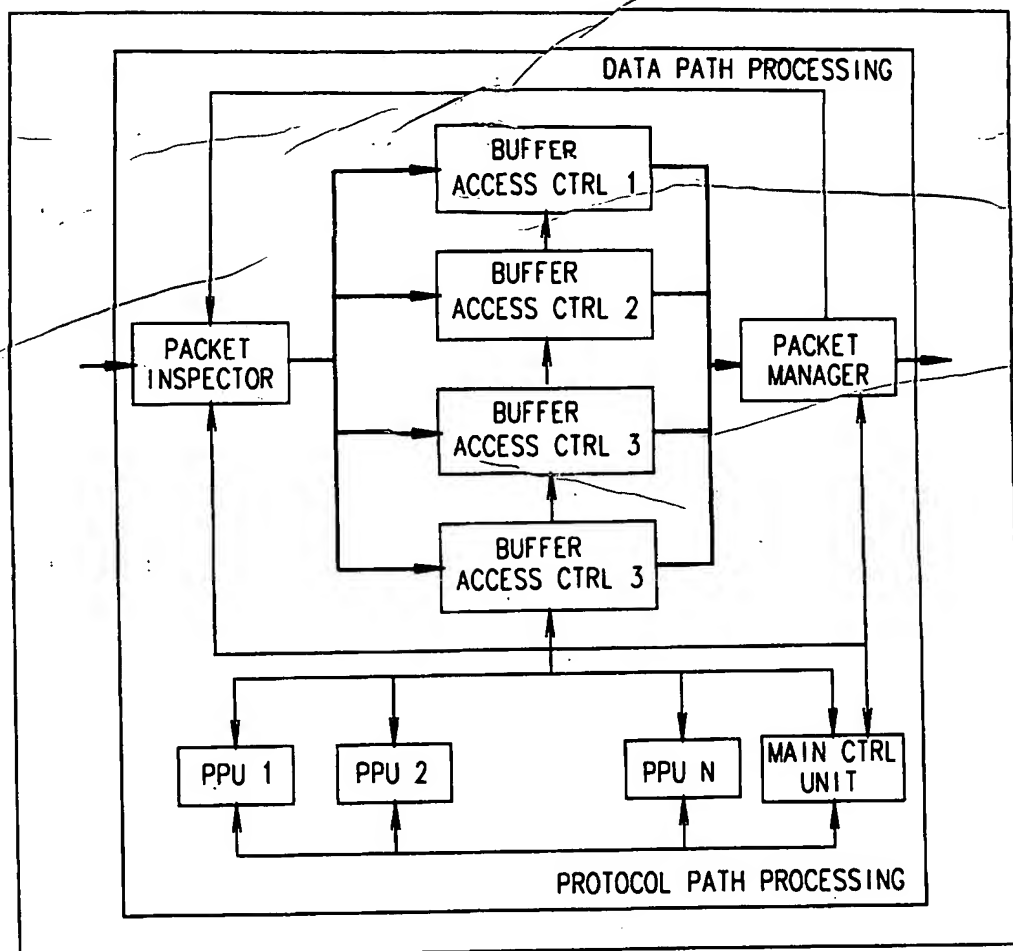 DATA PATH PROCESSING
BUFFER
ACCESS CTRL 1
BUFFER
ACCESS CTRL 2
PACKET
INSPECTOR
PACKET
MANAGER
BUFFER
ACCESS CTRL 3
BUFFER
ACCESS CTRL 3
PPU 1
PPU 2
PPU N
MAIN CTRL
UNIT
PROTOCOL PATH PROCESSING